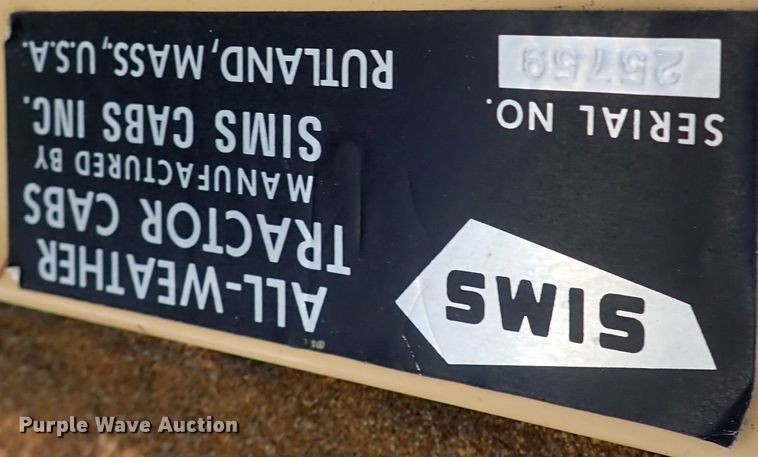 SIMS
ALL-WEATHER
TRACTOR CABS
MANUFACTURED BY
SIMS CABS INC.
RUTLAND, MASS., U.S.A.
SERIAL NO.
25759
Purple Wave Auction